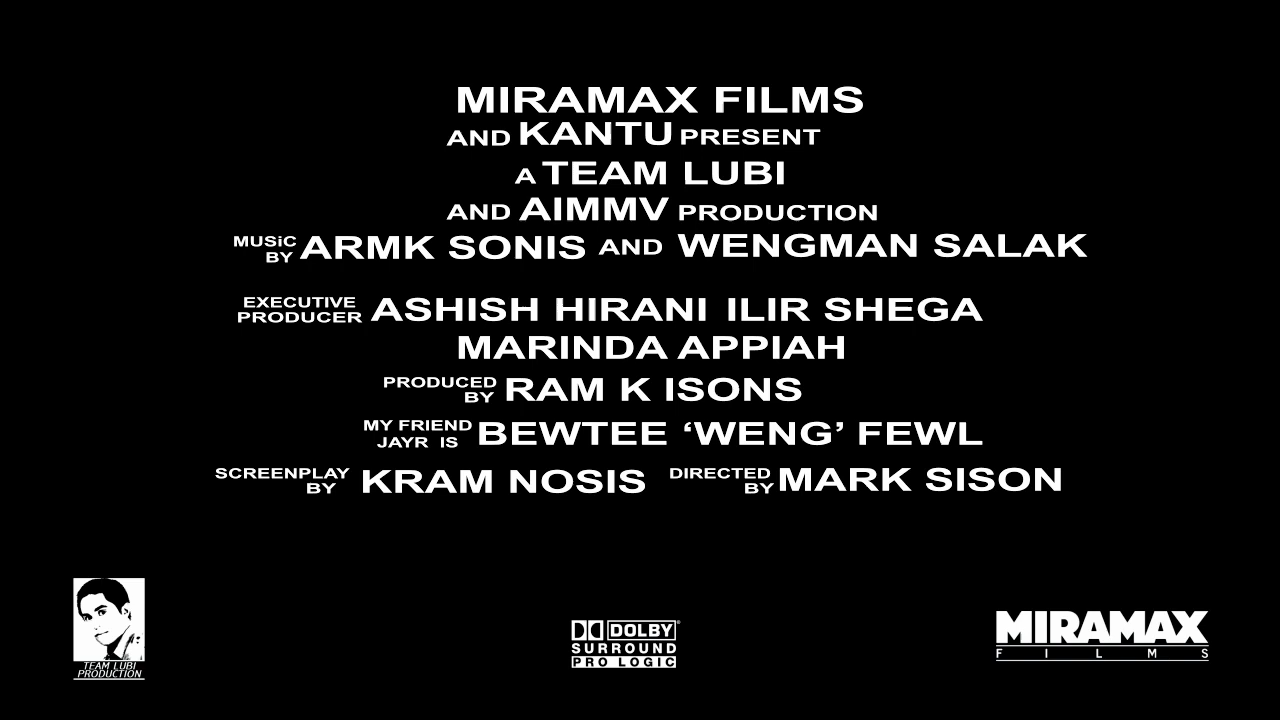 MIRAMAX FILMS
AND KANTU PRESENT
A TEAM LUBI
AND AIMMV PRODUCTION
MUSiC BY ARMK SONIS AND WENGMAN SALAK
EXECUTIVE PRODUCER ASHISH HIRANI ILIR SHEGA
MARINDA APPIAH
PRODUCED BY RAM K ISONS
MY FRIEND JAYR IS BEWTEE ‘WENG’ FEWL
SCREENPLAY BY KRAM NOSIS DIRECTED BY MARK SISON
TEAM LUBI
PRODUCTION
DOLBY
SURROUND
PRO LOGIC
MIRAMAX
FILMS